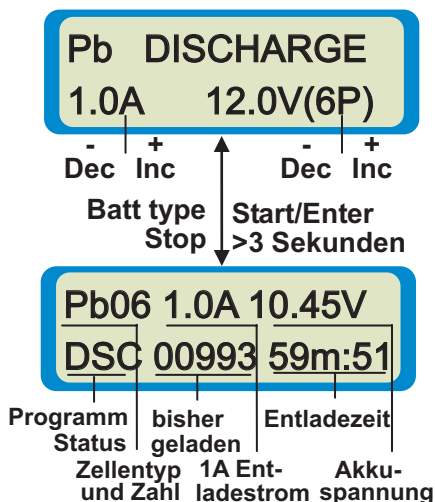 Pb DISCHARGE
1.0A 12.0V(6P)
- + - +
Dec Inc Dec Inc
Batt type Start/Enter
Stop >3 Sekunden
Pb06 1.0A 10.45V
DSC 00993 59m:51
Programm bisher Entladezeit
Status geladen
Zellentyp 1A Ent- Akku-
und Zahl ladestrom spannung